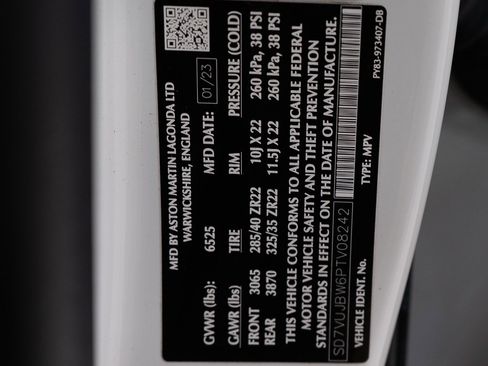 MFD BY ASTON MARTIN LAGONDA LTD
WARWICKSHIRE, ENGLAND
GVWR (lbs): 6525 MFD DATE: 01/23
GAWR (lbs): TIRE RIM PRESSURE (COLD)
FRONT 3065 285/40 ZR22 10J X 22 260 kPa, 38 PSI
REAR 3870 325/35 ZR22 11.5J X 22 260 kPa, 38 PSI
THIS VEHICLE CONFORMS TO ALL APPLICABLE FEDERAL
MOTOR VEHICLE SAFETY AND THEFT PREVENTION
STANDARDS IN EFFECT ON THE DATE OF MANUFACTURE.
SD7VUJBW6PTV08242
VEHICLE IDENT. No. TYPE: MPV
PY83-973407-DB